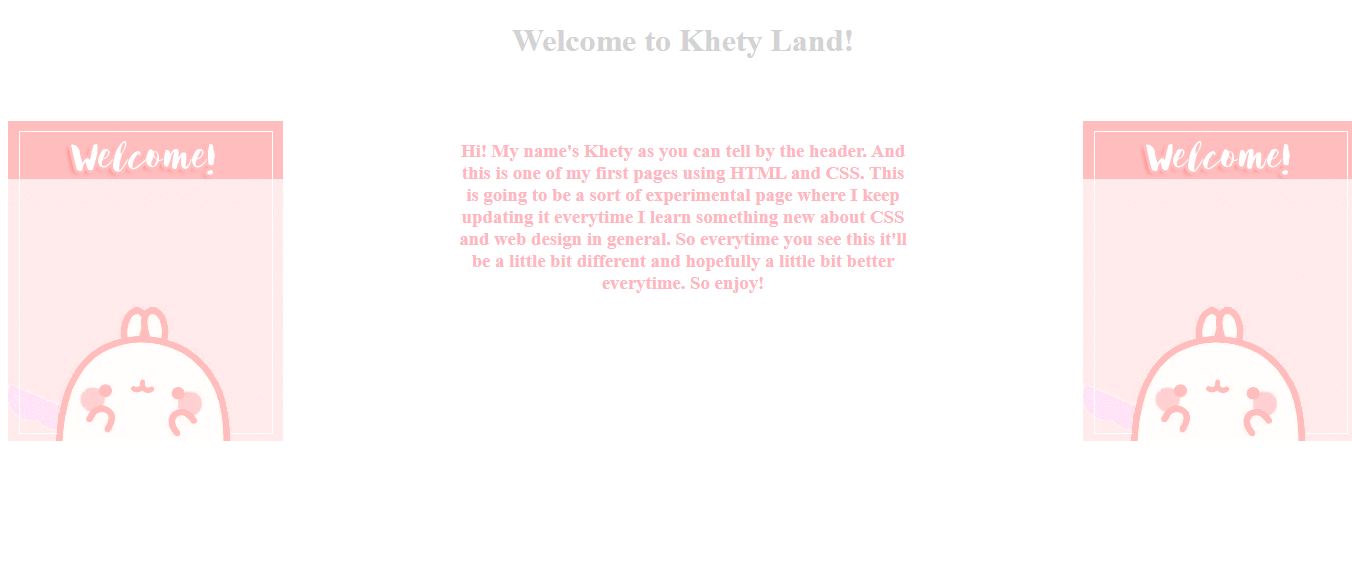 Welcome to Khety Land!
Welcome!
Hi! My name's Khety as you can tell by the header. And
this is one of my first pages using HTML and CSS. This
is going to be a sort of experimental page where I keep
updating it everytime I learn something new about CSS
and web design in general. So everytime you see this it'll
be a little bit different and hopefully a little bit better
everytime. So enjoy!
Welcome!